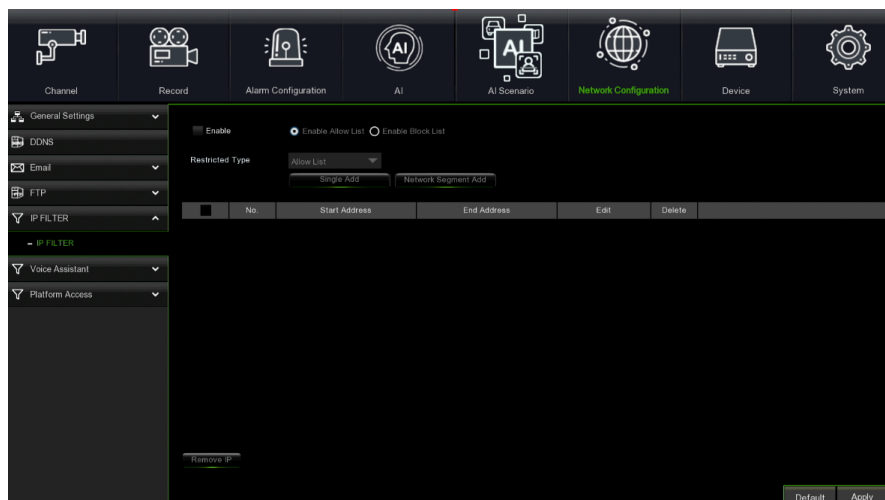 Channel Record Alarm Configuration AI AI Scenario Network Configuration Device System
AI
AI
General Settings
DDNS
Email
FTP
IP FILTER
– IP FILTER
Voice Assistant
Platform Access
Enable Enable Allow List Enable Block List
Restricted Type Allow List
Single Add Network Segment Add
No. Start Address End Address Edit Delete
Remove IP
Default Apply